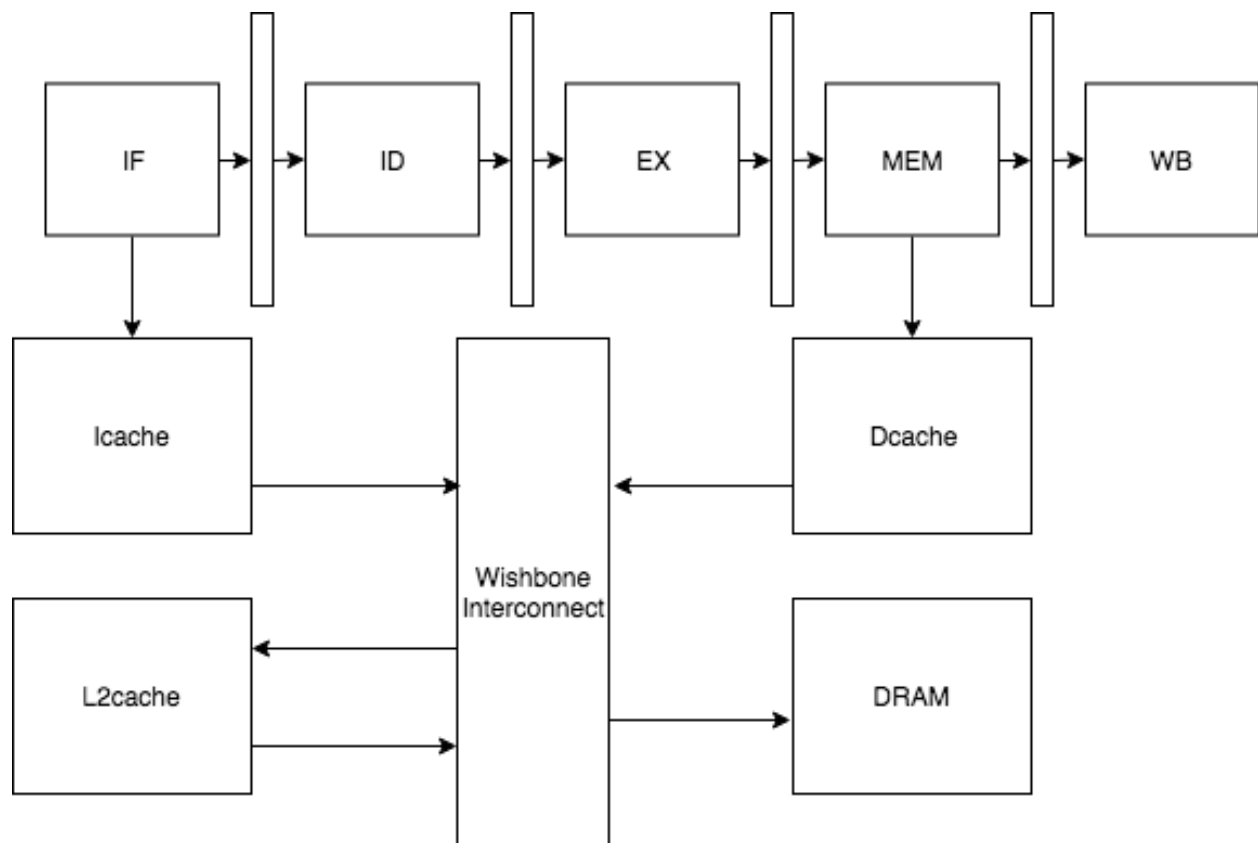 IF
ID
EX
MEM
WB
Icache
Dcache
Wishbone
Interconnect
L2cache
DRAM